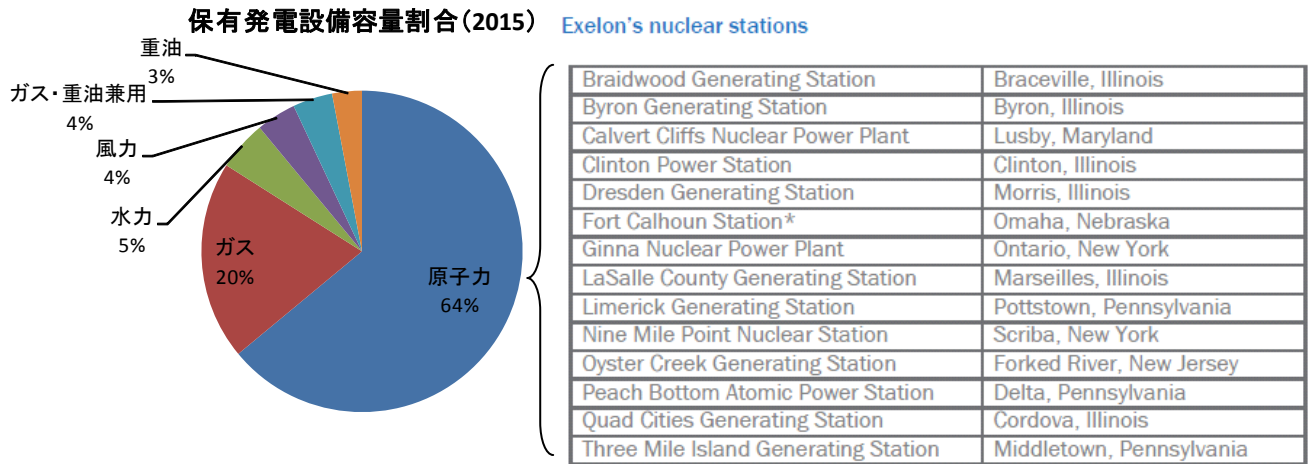 保有発電設備容量割合(2015)
重油
3%
ガス・重油兼用
4%
風力
4%
水力
5%
ガス
20%
原子力
64%
Exelon's nuclear stations
Braidwood Generating Station Braceville, Illinois
Byron Generating Station Byron, Illinois
Calvert Cliffs Nuclear Power Plant Lusby, Maryland
Clinton Power Station Clinton, Illinois
Dresden Generating Station Morris, Illinois
Fort Calhoun Station* Omaha, Nebraska
Ginna Nuclear Power Plant Ontario, New York
LaSalle County Generating Station Marseilles, Illinois
Limerick Generating Station Pottstown, Pennsylvania
Nine Mile Point Nuclear Station Scriba, New York
Oyster Creek Generating Station Forked River, New Jersey
Peach Bottom Atomic Power Station Delta, Pennsylvania
Quad Cities Generating Station Cordova, Illinois
Three Mile Island Generating Station Middletown, Pennsylvania